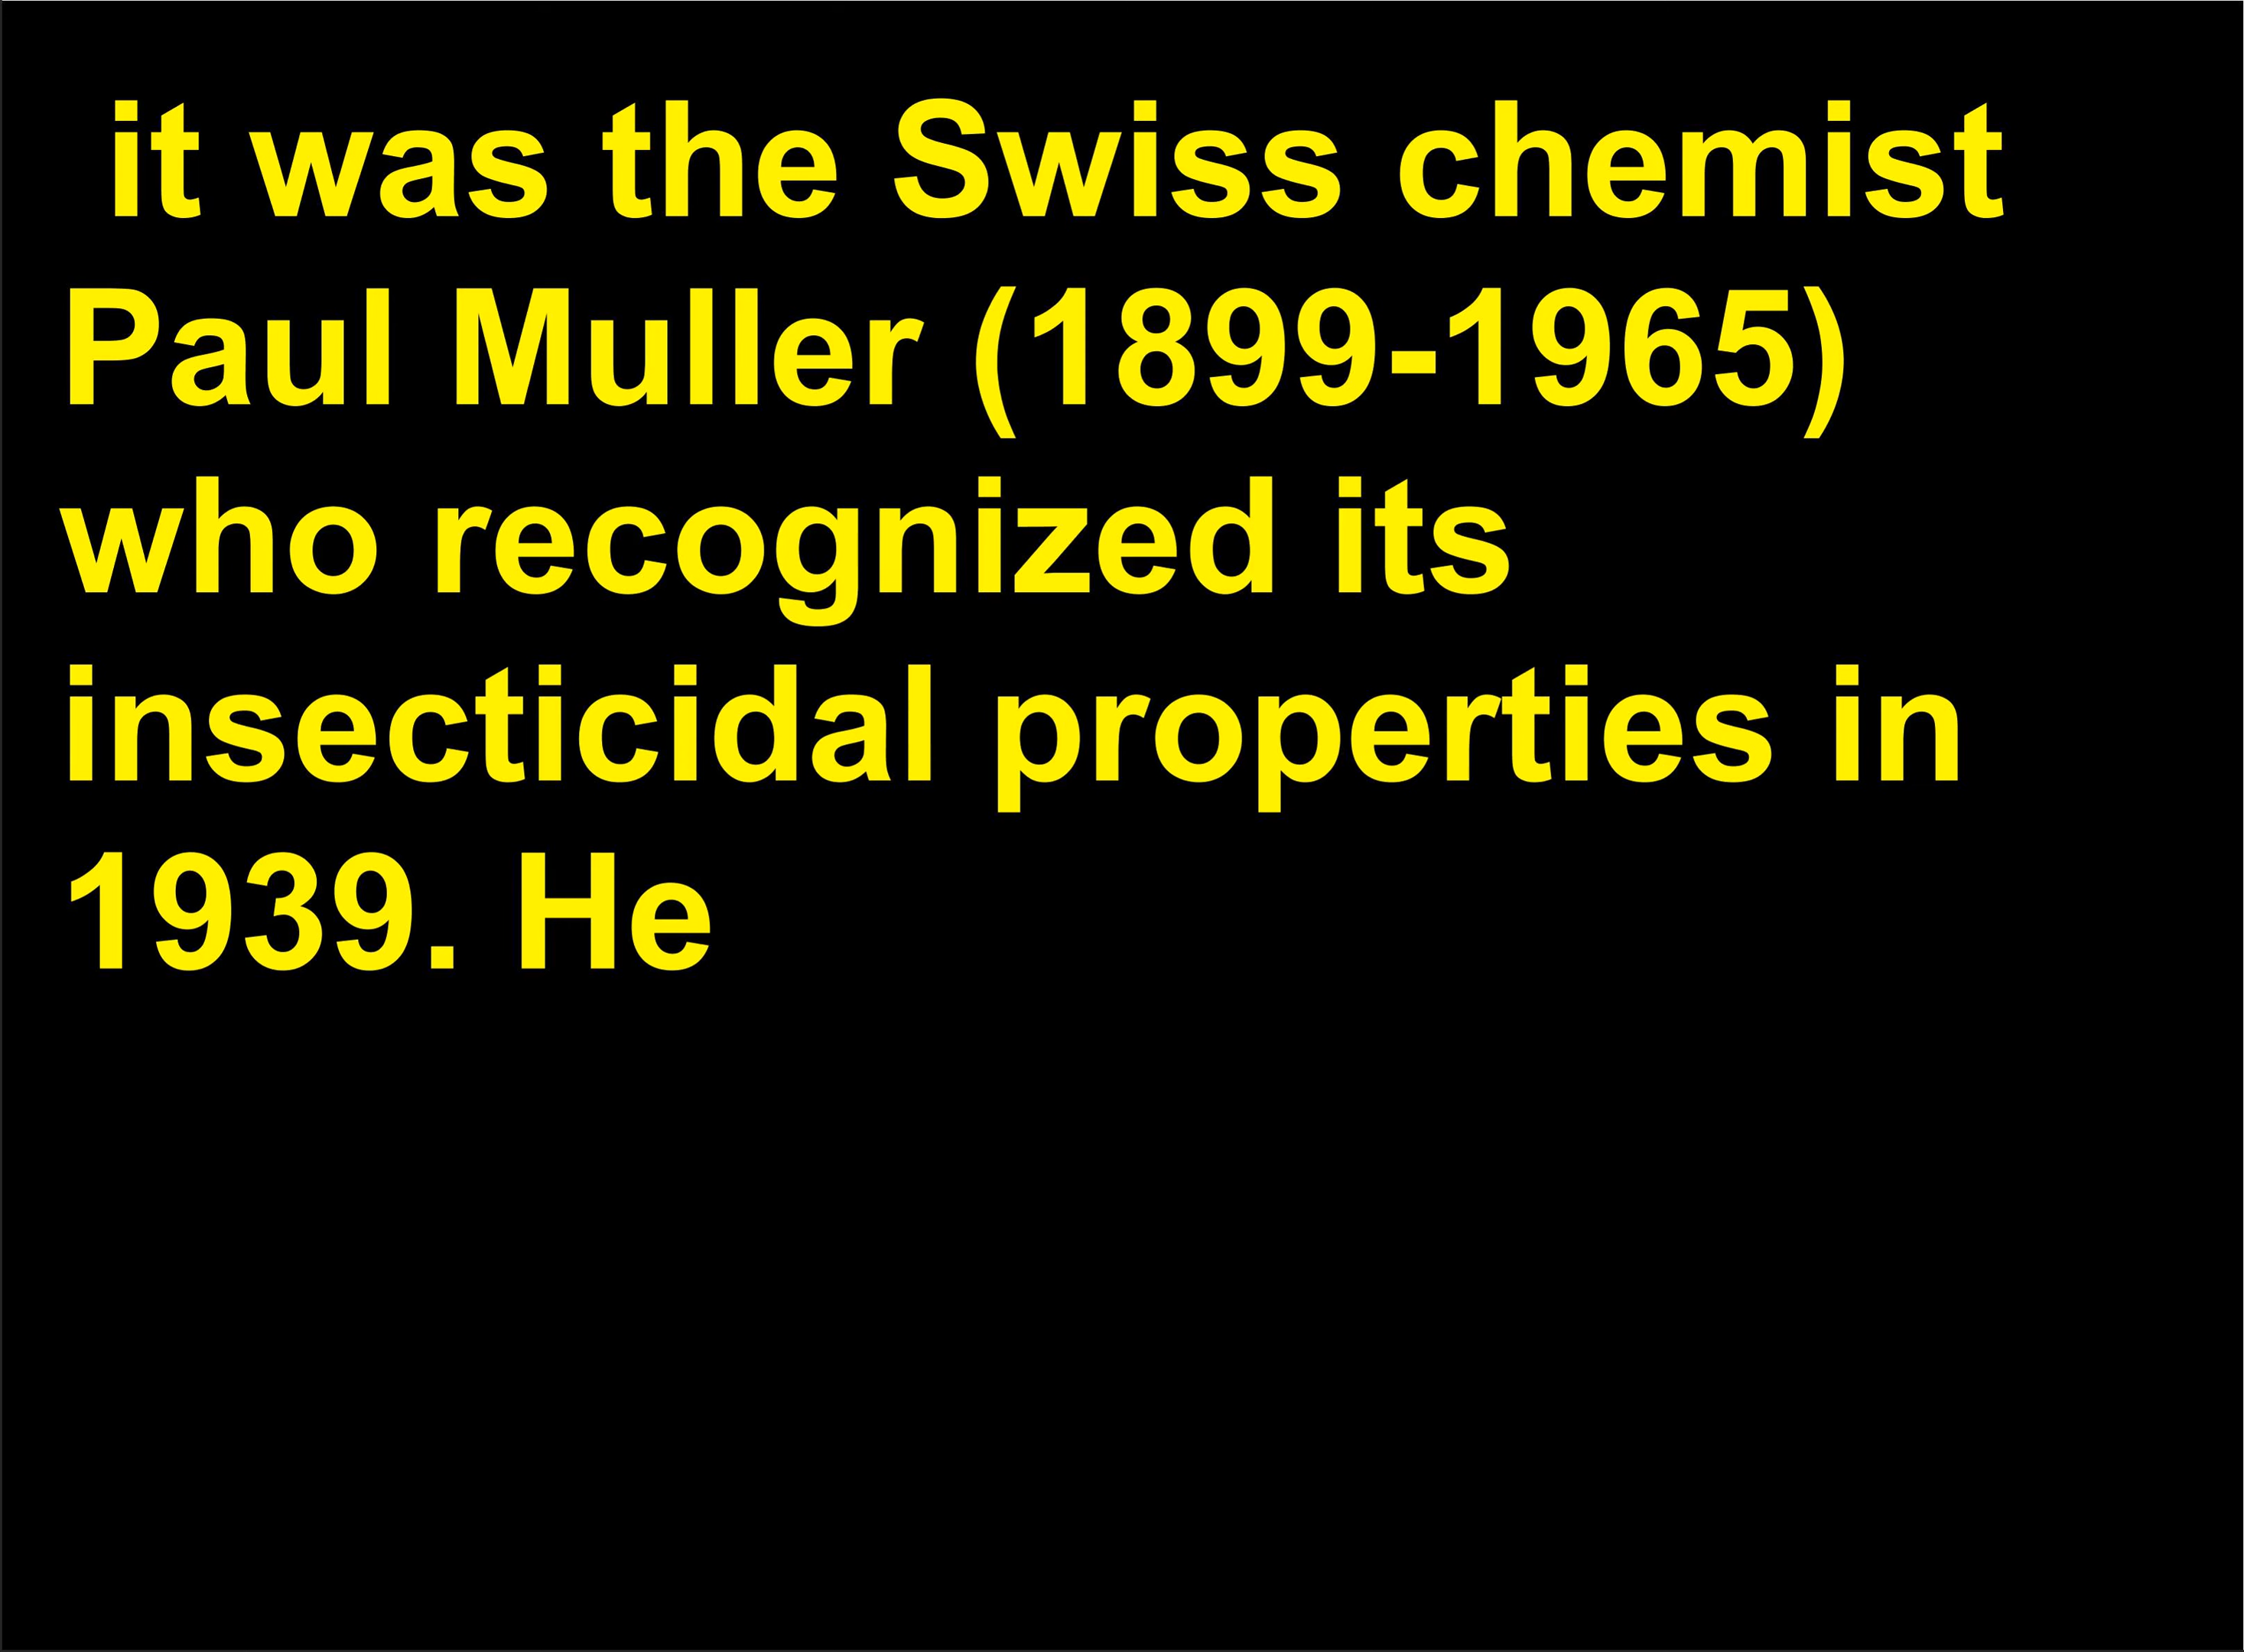 it was the Swiss chemist
Paul Muller (1899-1965)
who recognized its
insecticidal properties in
1939. He